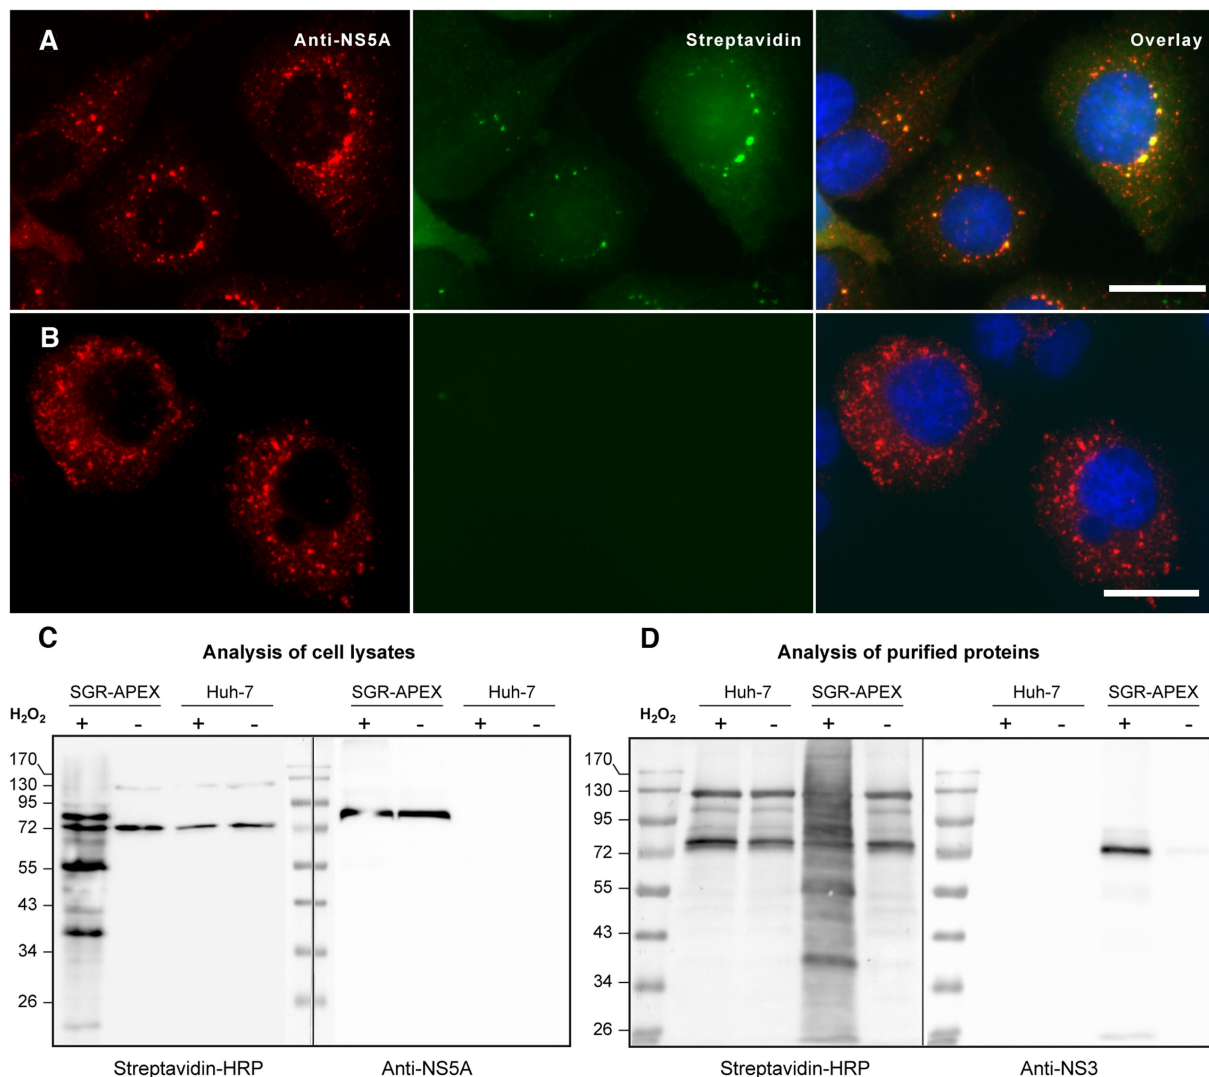 A Anti-NS5A Streptavidin Overlay
B
C D
Analysis of cell lysates Analysis of purified proteins
SGR-APEX Huh-7 SGR-APEX Huh-7 Huh-7 SGR-APEX Huh-7 SGR-APEX
H2O2 + - + - + - + - H2O2 + - + - + - + -
170 170
130 130
95 95
72 72
55 55
43 43
34 34
26 26
Streptavidin-HRP Anti-NS5A Streptavidin-HRP Anti-NS3